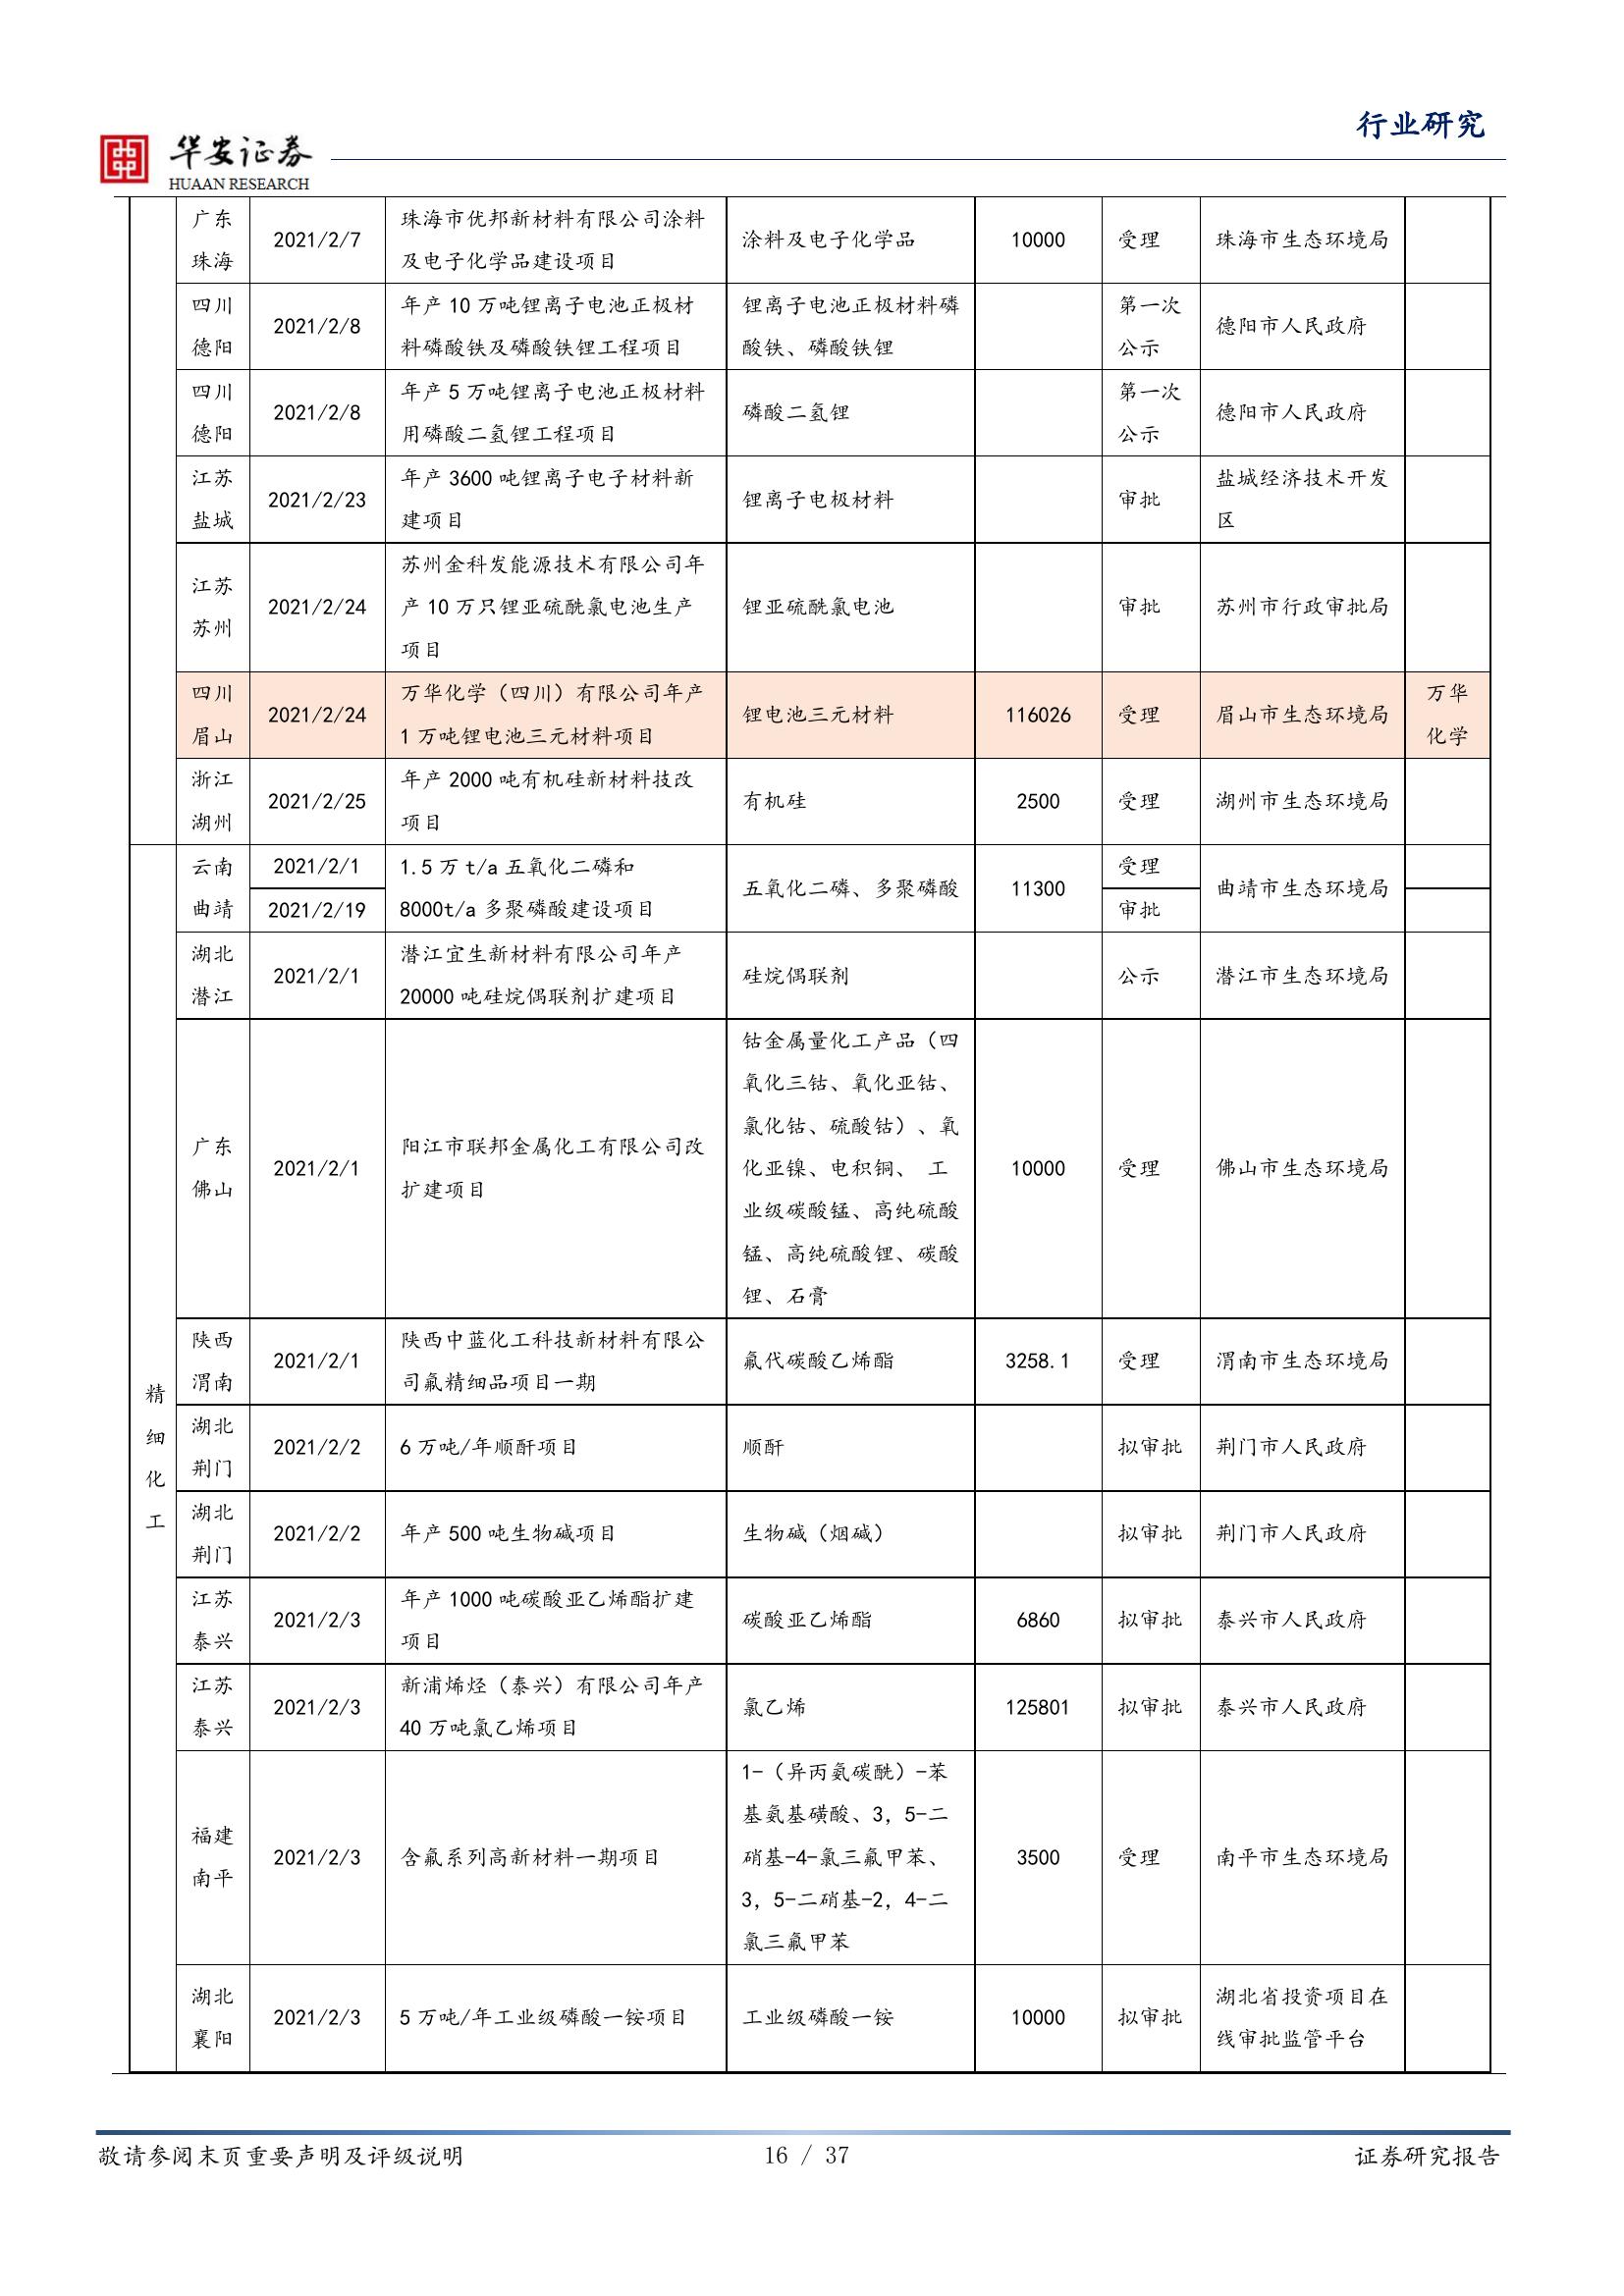 行业研究
华安证券
HUAAN RESEARCH
广东
珠海
2021/2/7
珠海市优邦新材料有限公司涂料
及电子化学品建设项目
涂料及电子化学品
10000
受理
珠海市生态环境局
四川
德阳
2021/2/8
年产 10 万吨锂离子电池正极材
料磷酸铁及磷酸铁锂工程项目
锂离子电池正极材料磷
酸铁、磷酸铁锂
第一次
公示
德阳市人民政府
四川
德阳
2021/2/8
年产 5 万吨锂离子电池正极材料
用磷酸二氢锂工程项目
磷酸二氢锂
第一次
公示
德阳市人民政府
江苏
盐城
2021/2/23
年产 3600 吨锂离子电子材料新
建项目
锂离子电极材料
审批
盐城经济技术开发
区
江苏
苏州
2021/2/24
苏州金科发能源技术有限公司年
产 10 万只锂亚硫酰氯电池生产
项目
锂亚硫酰氯电池
审批
苏州市行政审批局
四川
眉山
2021/2/24
万华化学（四川）有限公司年产
1 万吨锂电池三元材料项目
锂电池三元材料
116026
受理
眉山市生态环境局
万华
化学
浙江
湖州
2021/2/25
年产 2000 吨有机硅新材料技改
项目
有机硅
2500
受理
湖州市生态环境局
精
细
化
工
云南
曲靖
2021/2/1
2021/2/19
1.5 万 t/a 五氧化二磷和
8000t/a 多聚磷酸建设项目
五氧化二磷、多聚磷酸
11300
受理
审批
曲靖市生态环境局
湖北
潜江
2021/2/1
潜江宜生新材料有限公司年产
20000 吨硅烷偶联剂扩建项目
硅烷偶联剂
公示
潜江市生态环境局
广东
佛山
2021/2/1
阳江市联邦金属化工有限公司改
扩建项目
钴金属量化工产品（四
氧化三钴、氧化亚钴、
氯化钴、硫酸钴）、氧
化亚镍、电积铜、 工
业级碳酸锰、高纯硫酸
锰、高纯硫酸锂、碳酸
锂、石膏
10000
受理
佛山市生态环境局
陕西
渭南
2021/2/1
陕西中蓝化工科技新材料有限公
司氟精细品项目一期
氟代碳酸乙烯酯
3258.1
受理
渭南市生态环境局
湖北
荆门
2021/2/2
6 万吨/年顺酐项目
顺酐
拟审批
荆门市人民政府
湖北
荆门
2021/2/2
年产 500 吨生物碱项目
生物碱（烟碱）
拟审批
荆门市人民政府
江苏
泰兴
2021/2/3
年产 1000 吨碳酸亚乙烯酯扩建
项目
碳酸亚乙烯酯
6860
拟审批
泰兴市人民政府
江苏
泰兴
2021/2/3
新浦烯烃（泰兴）有限公司年产
40 万吨氯乙烯项目
氯乙烯
125801
拟审批
泰兴市人民政府
福建
南平
2021/2/3
含氟系列高新材料一期项目
1-（异丙氨碳酰）-苯
基氨基磺酸、3，5-二
硝基-4-氯三氟甲苯、
3，5-二硝基-2，4-二
氯三氟甲苯
3500
受理
南平市生态环境局
湖北
襄阳
2021/2/3
5 万吨/年工业级磷酸一铵项目
工业级磷酸一铵
10000
拟审批
湖北省投资项目在
线审批监管平台
敬请参阅末页重要声明及评级说明
16 / 37
证券研究报告